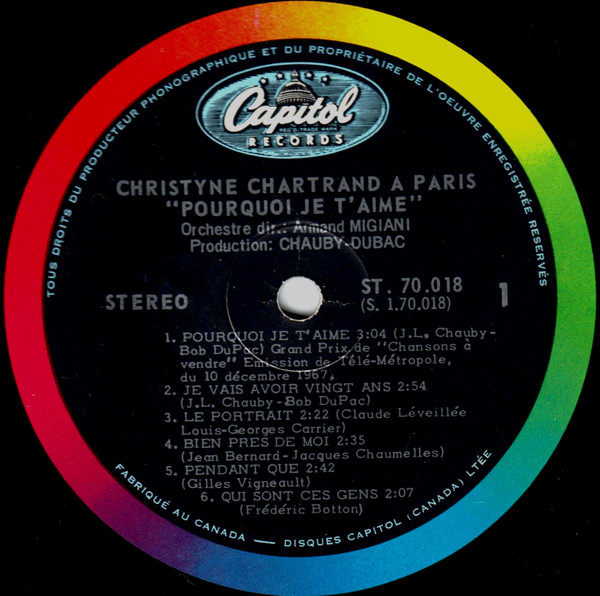 TOUS DROITS DU PRODUCTEUR PHONOGRAPHIQUE ET DU PROPRIÉTAIRE DE L'OEUVRE ENREGISTRÉE RÉSERVÉS
Capitol
REG'D. TRADE MARK
RECORDS
CHRISTYNE CHARTRAND A PARIS
"POURQUOI JE T'AIME"
Orchestre dir.: Armand MIGIANI
Production: CHAUBY-DUBAC
STEREO
ST. 70.018
(S. 1.70.018)
1
1. POURQUOI JE T'AIME 3:04 (J.L. Chauby-
Bob DuPac) Grand Prix de "Chansons à
vendre" Emission de Télé-Métropole,
du 10 décembre 1967.
2. JE VAIS AVOIR VINGT ANS 2:54
(J.L. Chauby-Bob DuPac)
3. LE PORTRAIT 2:22 (Claude Léveillée
Louis-Georges Carrier)
4. BIEN PRES DE MOI 2:35
(Jean Bernard-Jacques Chaumelles)
5. PENDANT QUE 2:42
(Gilles Vigneault)
6. QUI SONT CES GENS 2:07
(Frédéric Botton)
FABRIQUÉ AU CANADA — DISQUES CAPITOL (CANADA) LTÉE